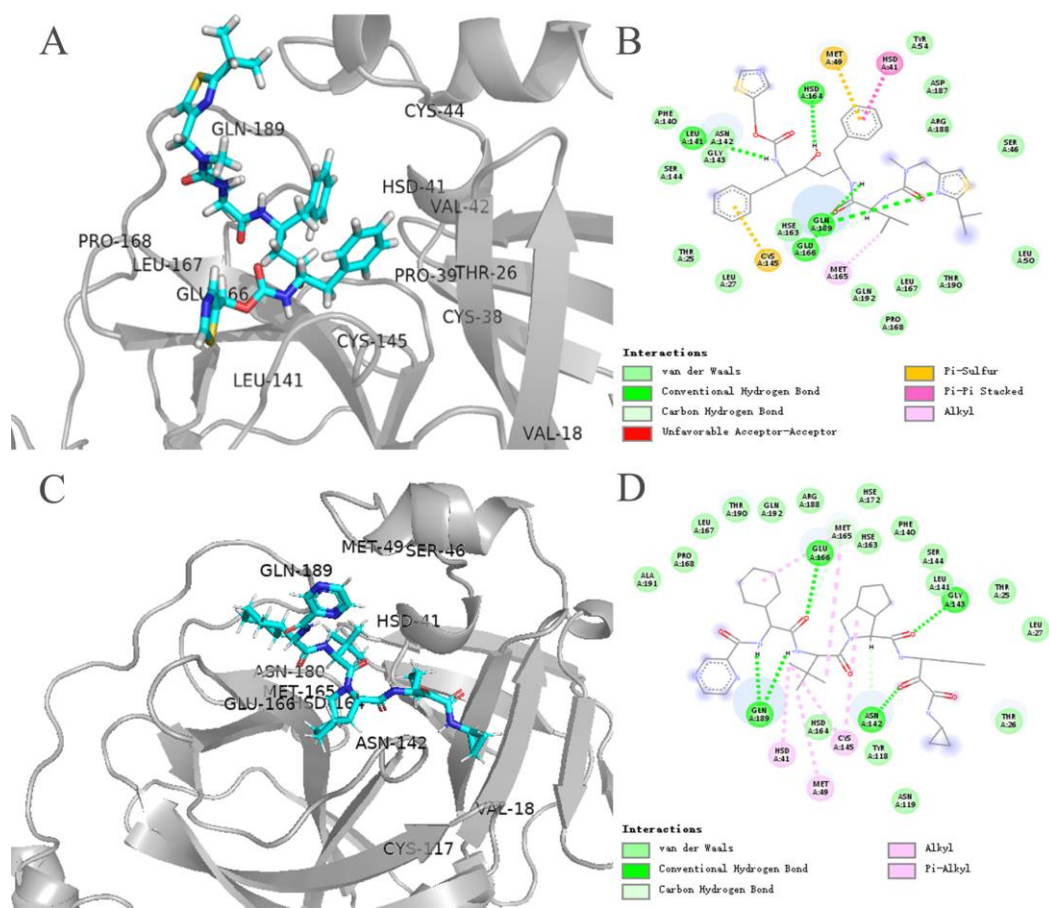 A
CYS-44
GLN-189
HSD-41
VAL-42
PRO-168
LEU-167
PRO-39
THR-26
GLU-166
CYS-38
CYS-145
LEU-141
VAL-18
B
TYR
A:54
MET
A:49
HSD
A:41
HSD
A:164
ASP
A:187
PHE
A:140
LEU
A:141
ASN
A:142
ARG
A:188
GLY
A:143
SER
A:46
SER
A:144
GLN
A:189
HSE
A:163
GLU
A:166
THR
A:25
CYS
A:145
LEU
A:50
LEU
A:27
MET
A:165
GLN
A:192
LEU
A:167
THR
A:190
PRO
A:168
H
H
O
O
N
S
Interactions
van der Waals
Conventional Hydrogen Bond
Carbon Hydrogen Bond
Unfavorable Acceptor-Acceptor
Pi-Sulfur
Pi-Pi Stacked
Alkyl
C
MET-49
SER-46
GLN-189
HSD-41
ASN-180
MET-165
GLU-166
HSD-164
ASN-142
VAL-18
CYS-117
D
ARG
A:188
HSE
A:172
THR
A:190
GLN
A:192
LEU
A:167
MET
A:165
PHE
A:140
HSE
A:163
GLU
A:166
SER
A:144
PRO
A:168
ALA
A:191
LEU
A:141
THR
A:25
GLY
A:143
LEU
A:27
GLN
A:189
HSD
A:164
ASN
A:142
THR
A:26
HSD
A:41
CYS
A:145
TYR
A:118
MET
A:49
ASN
A:119
Interactions
van der Waals
Conventional Hydrogen Bond
Carbon Hydrogen Bond
Alkyl
Pi-Alkyl